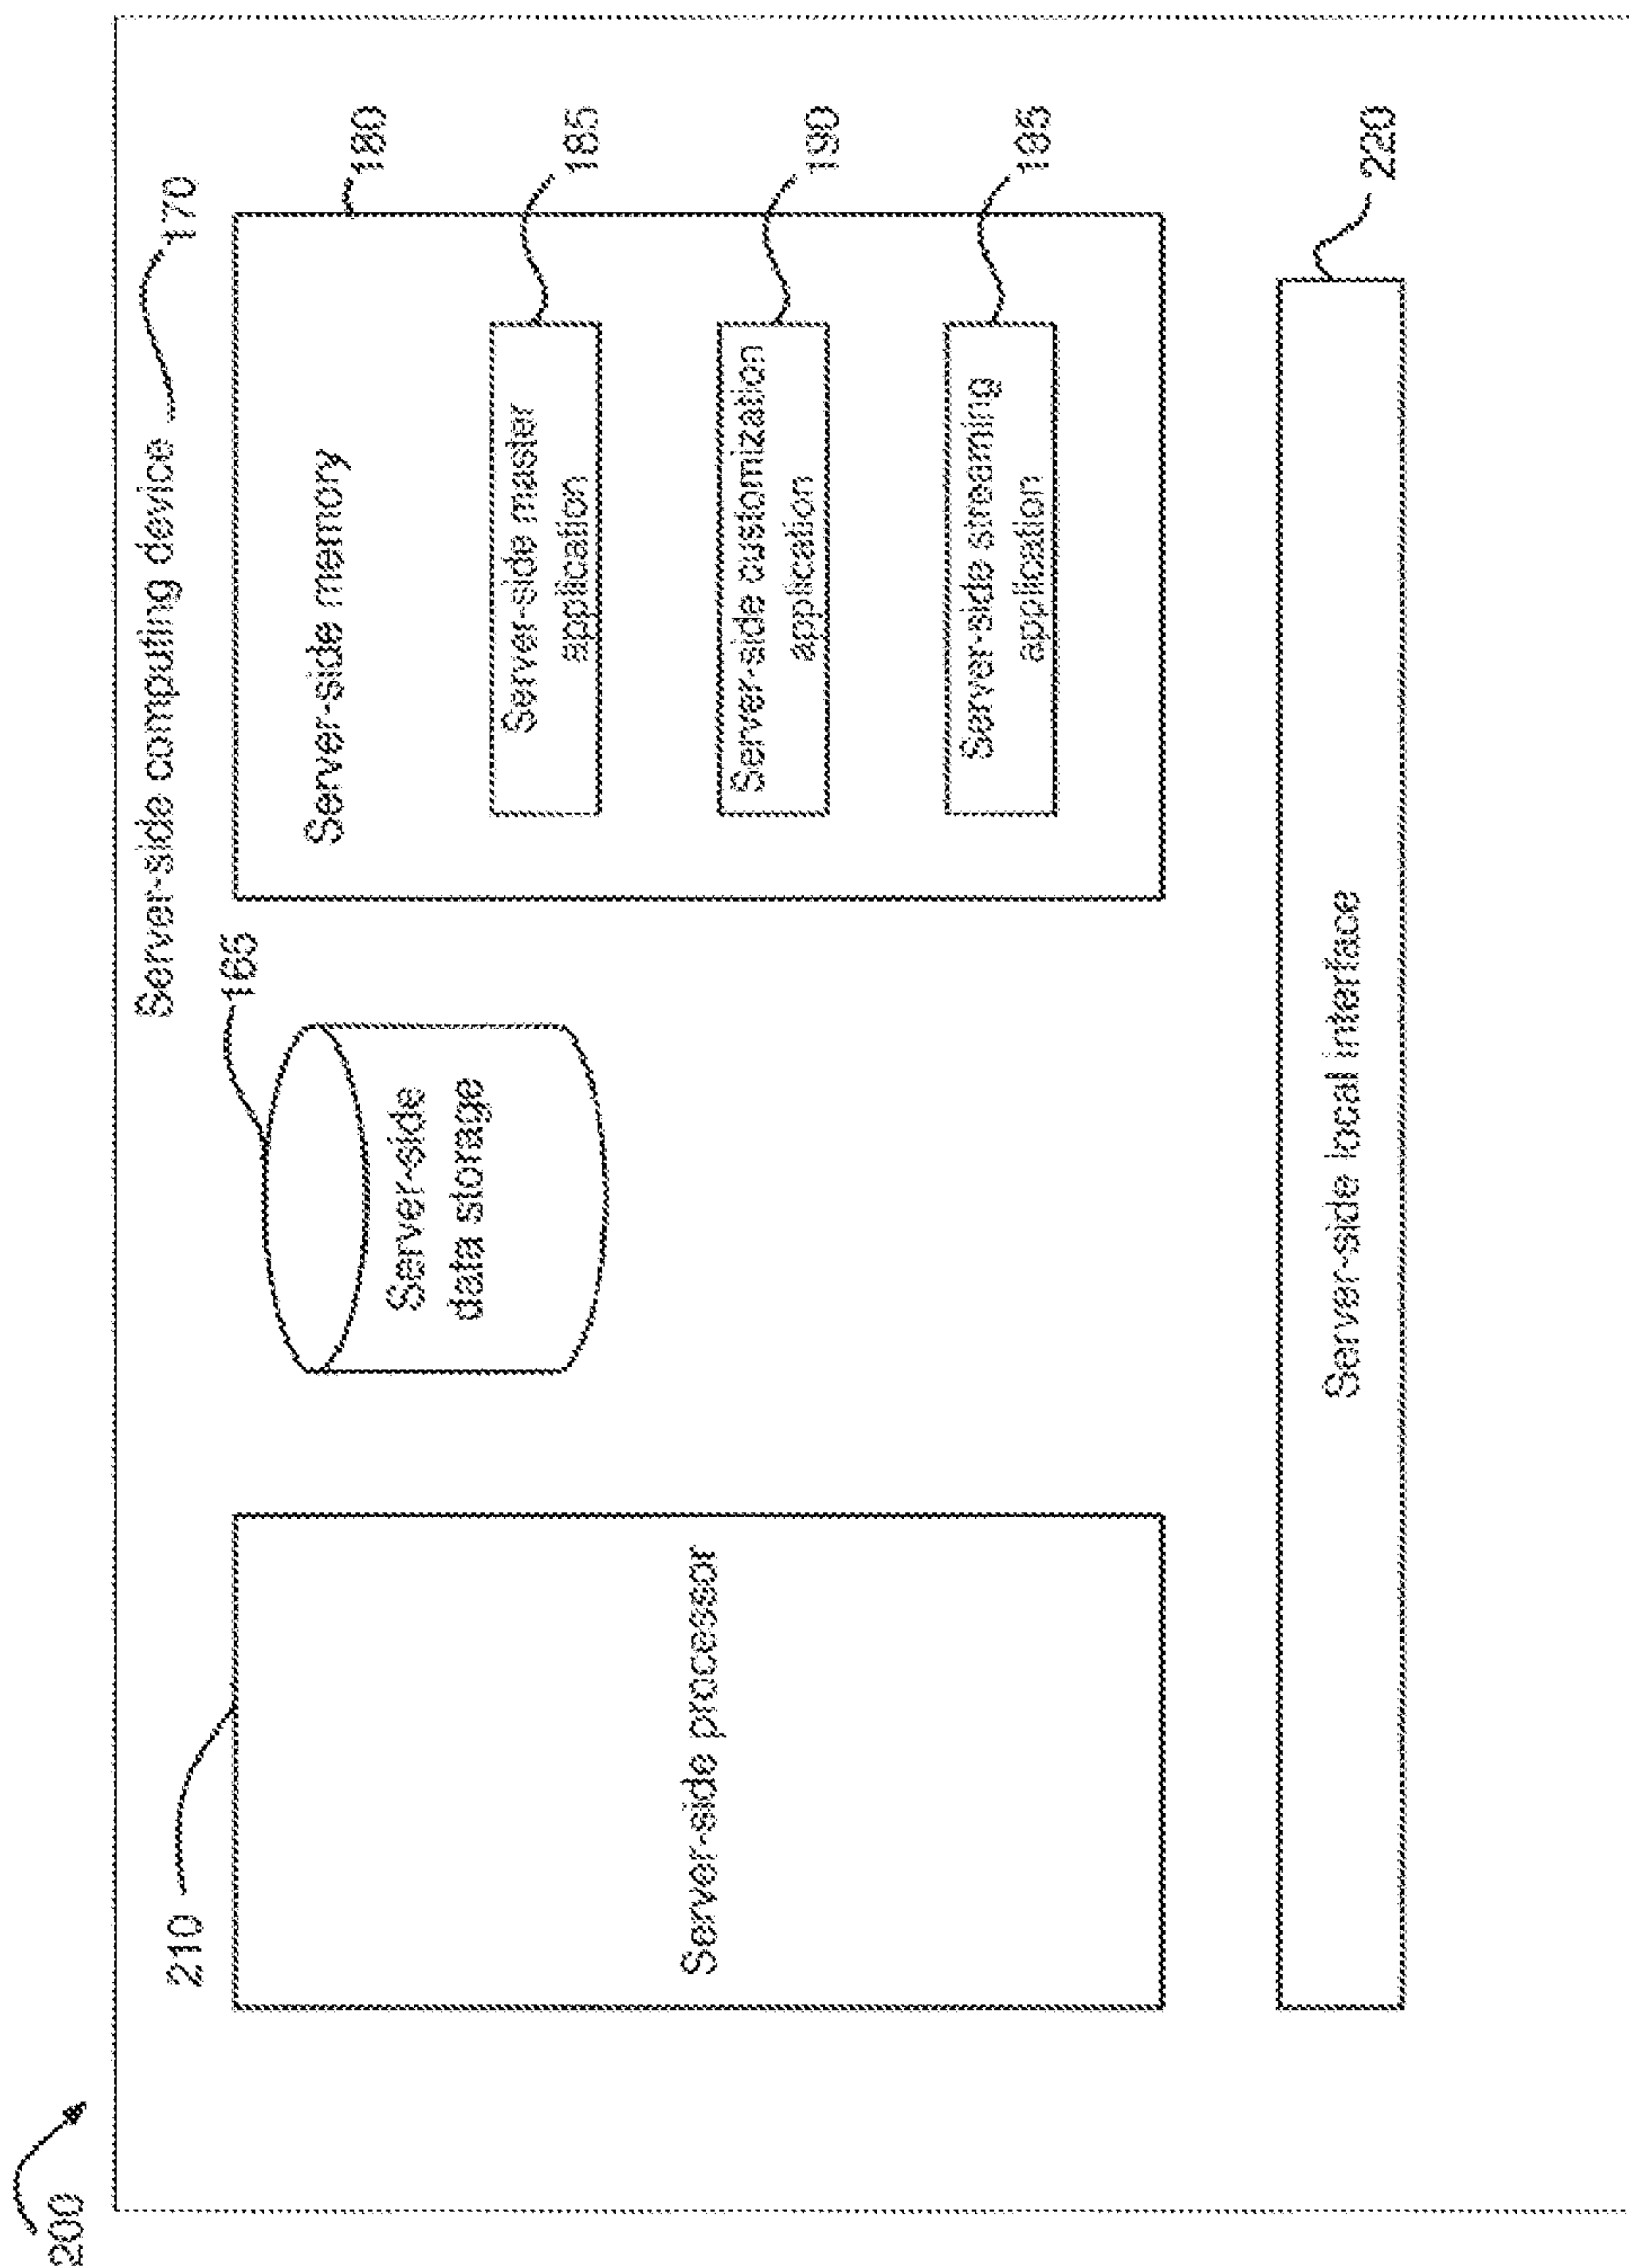 200
Server-side computing device 170
210
165
180
Server-side processor
Server-side
data storage
Server-side memory
Server-side master
application
185
Server-side customization
application
190
Server-side streaming
application
Server-side local interface
220